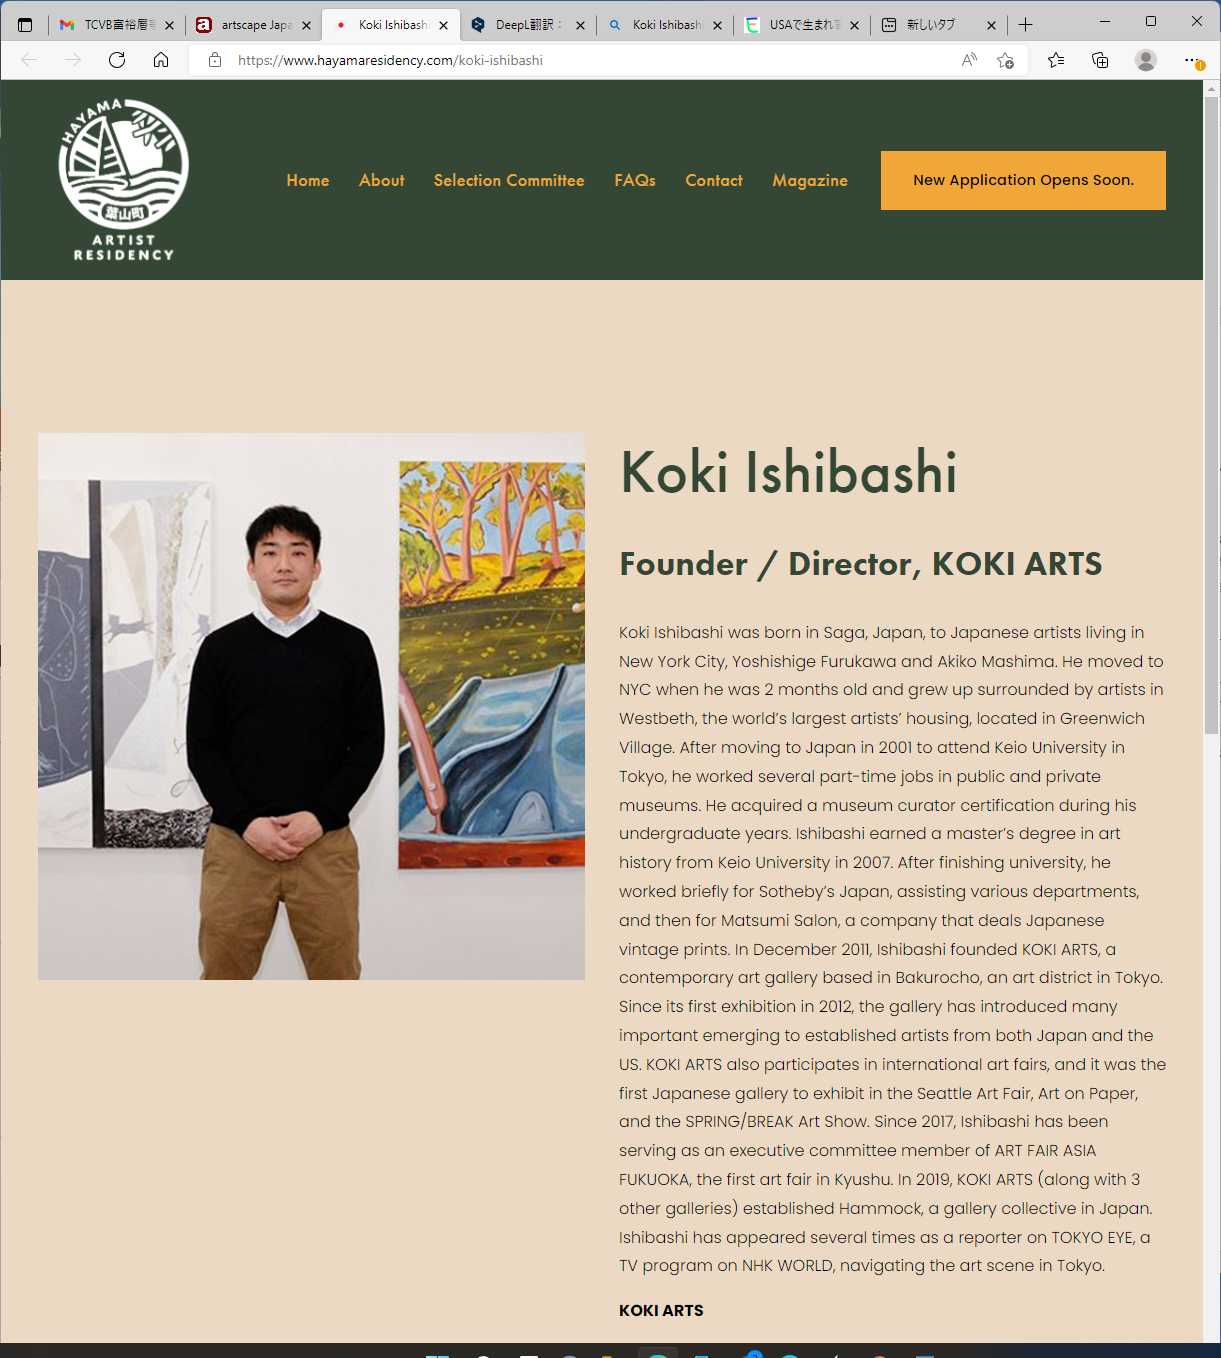 TCVB富裕層
artscape Japa
Koki Ishibash
DeepL翻訳：
Koki Ishibash
USAで生まれ
新しいタブ
https://www.hayamaresidency.com/koki-ishibashi
HAYAMA
葉山町
ARTIST
RESIDENCY
Home About Selection Committee FAQs Contact Magazine New Application Opens Soon.
Koki Ishibashi
Founder / Director, KOKI ARTS
Koki Ishibashi was born in Saga, Japan, to Japanese artists living in
New York City, Yoshishige Furukawa and Akiko Mashima. He moved to
NYC when he was 2 months old and grew up surrounded by artists in
Westbeth, the world’s largest artists’ housing, located in Greenwich
Village. After moving to Japan in 2001 to attend Keio University in
Tokyo, he worked several part-time jobs in public and private
museums. He acquired a museum curator certification during his
undergraduate years. Ishibashi earned a master’s degree in art
history from Keio University in 2007. After finishing university, he
worked briefly for Sotheby’s Japan, assisting various departments,
and then for Matsumi Salon, a company that deals Japanese
vintage prints. In December 2011, Ishibashi founded KOKI ARTS, a
contemporary art gallery based in Bakurocho, an art district in Tokyo.
Since its first exhibition in 2012, the gallery has introduced many
important emerging to established artists from both Japan and the
US. KOKI ARTS also participates in international art fairs, and it was the
first Japanese gallery to exhibit in the Seattle Art Fair, Art on Paper,
and the SPRING/BREAK Art Show. Since 2017, Ishibashi has been
serving as an executive committee member of ART FAIR ASIA
FUKUOKA, the first art fair in Kyushu. In 2019, KOKI ARTS (along with 3
other galleries) established Hammock, a gallery collective in Japan.
Ishibashi has appeared several times as a reporter on TOKYO EYE, a
TV program on NHK WORLD, navigating the art scene in Tokyo.
KOKI ARTS